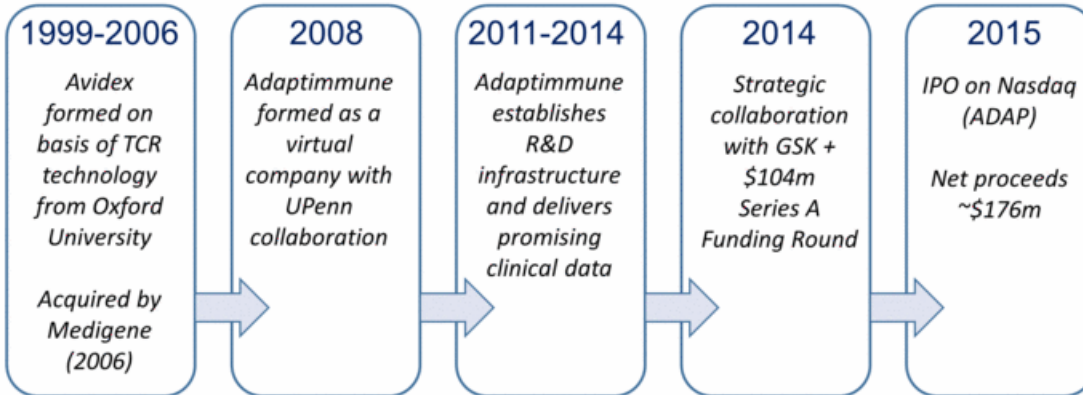 1999-2006
Avidex
formed on
basis of TCR
technology
from Oxford
University
Acquired by
Medigene
(2006)
2008
Adaptimmune
formed as a
virtual
company with
UPenn
collaboration
2011-2014
Adaptimmune
establishes
R&D
infrastructure
and delivers
promising
clinical data
2014
Strategic
collaboration
with GSK +
$104m
Series A
Funding Round
2015
IPO on Nasdaq
(ADAP)
Net proceeds
~$176m